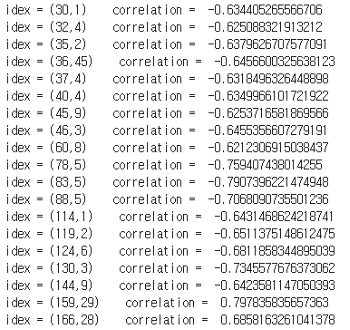 idex = (30,1) correlation = -0.634405265566706
idex = (32,4) correlation = -0.625088321913212
idex = (35,2) correlation = -0.6379626707577091
idex = (36,45) correlation = -0.6456600325638123
idex = (37,4) correlation = -0.6318496326448898
idex = (40,4) correlation = -0.6349966101721922
idex = (45,9) correlation = -0.6253716581869566
idex = (46,3) correlation = -0.6455356607279191
idex = (60,8) correlation = -0.6212306915038437
idex = (78,5) correlation = -0.759407438014255
idex = (83,5) correlation = -0.7907396221474948
idex = (88,5) correlation = -0.7068090735501236
idex = (114,1) correlation = -0.6431468624218741
idex = (119,2) correlation = -0.6511375148612475
idex = (124,6) correlation = -0.6811858344895039
idex = (130,3) correlation = -0.7345577676373062
idex = (144,9) correlation = -0.6423581147050393
idex = (159,29) correlation = 0.797835835657363
idex = (166,28) correlation = 0.6858163261041378